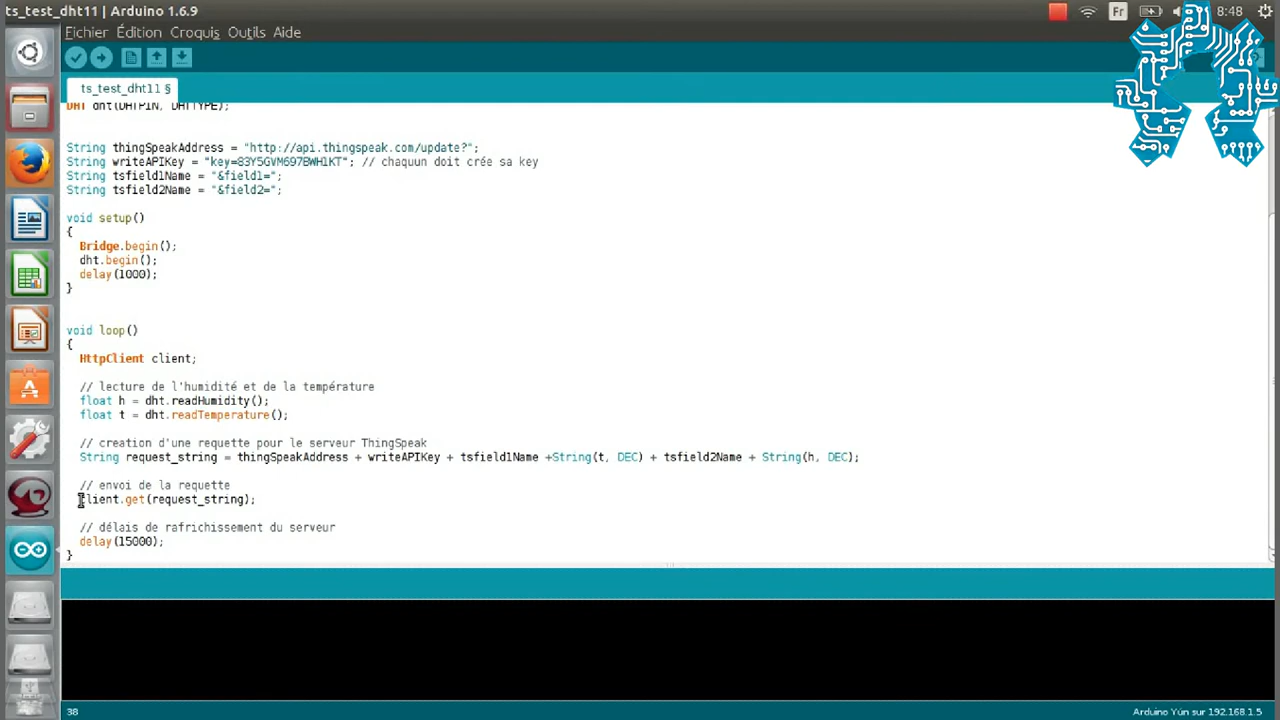 ts_test_dht11 | Arduino 1.6.9
Fr
8:48
Fichier Édition Croquis Outils Aide
ts_test_dht11 §
DHT dht(DHTPIN, DHTTYPE);
String thingSpeakAddress = "http://api.thingspeak.com/update?";
String writeAPIKey = "key=83Y5GVM697BWH1KT"; // chaquun doit crée sa key
String tsfield1Name = "&field1=";
String tsfield2Name = "&field2=";
void setup()
{
Bridge.begin();
dht.begin();
delay(1000);
}
void loop()
{
HttpClient client;
// lecture de l'humidité et de la température
float h = dht.readHumidity();
float t = dht.readTemperature();
// creation d'une requette pour le serveur ThingSpeak
String request_string = thingSpeakAddress + writeAPIKey + tsfield1Name +String(t, DEC) + tsfield2Name + String(h, DEC);
// envoi de la requette
client.get(request_string);
// délais de rafrichissement du serveur
delay(15000);
}
38
Arduino Yún sur 192.168.1.5